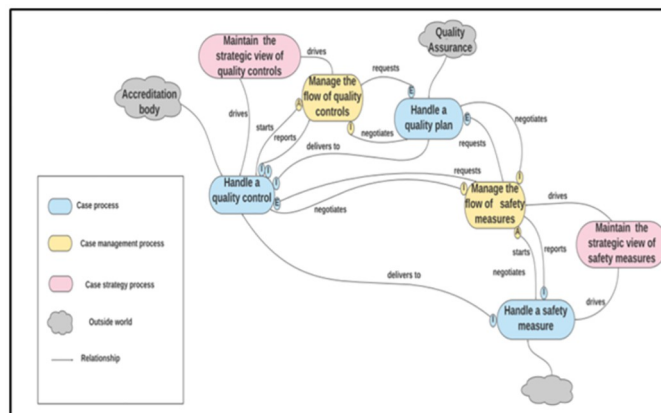 Quality
Assurance
Maintain the
strategic view of
quality controls
drives
Manage the
flow of quality
controls
requests
E
Accreditation
body
drives
starts
A
reports
I
negotiates
Handle a
quality plan
E
negotiates
delivers to
requests
I
I
I
Handle a
quality control
requests
E
negotiates
I
I
Manage the
flow of safety
measures
drives
Maintain the
strategic view of
safety measures
A
starts
reports
negotiates
drives
delivers to
I
I
Handle a safety
measure
Case process
Case management process
Case strategy process
Outside world
Relationship